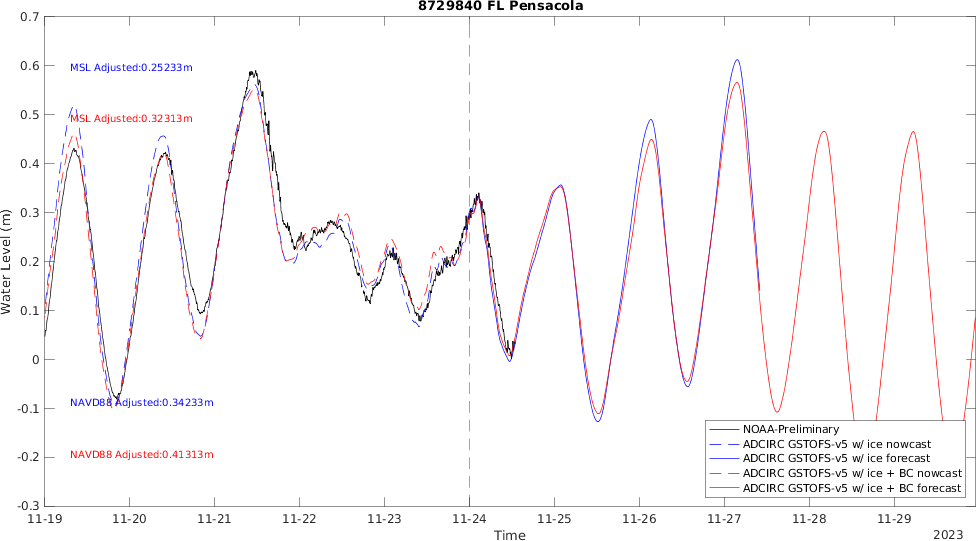 8729840 FL Pensacola
0.7
0.6
0.5
0.4
0.3
0.2
0.1
0
-0.1
-0.2
-0.3
Water Level (m)
MSL Adjusted:0.25233m
MSL Adjusted:0.32313m
NAVD88 Adjusted:0.34233m
NAVD88 Adjusted:0.41313m
NOAA-Preliminary
ADCIRC GSTOFS-v5 w/ ice nowcast
ADCIRC GSTOFS-v5 w/ ice forecast
ADCIRC GSTOFS-v5 w/ ice + BC nowcast
ADCIRC GSTOFS-v5 w/ ice + BC forecast
11-19 11-20 11-21 11-22 11-23 11-24 11-25 11-26 11-27 11-28 11-29
Time
2023